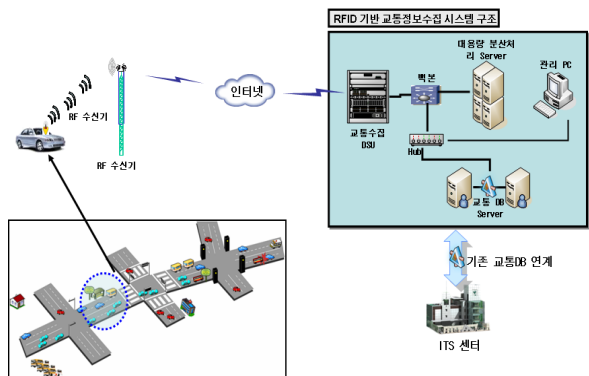 RFID 기반 교통정보수집 시스템 구조
대용량 분산처
리 Server
관리 PC
백본
인터넷
RF 수신기
교통수집
DSU
Hub
RF 수신기
교통 DB
Server
기존 교통DB 연계
ITS 센터